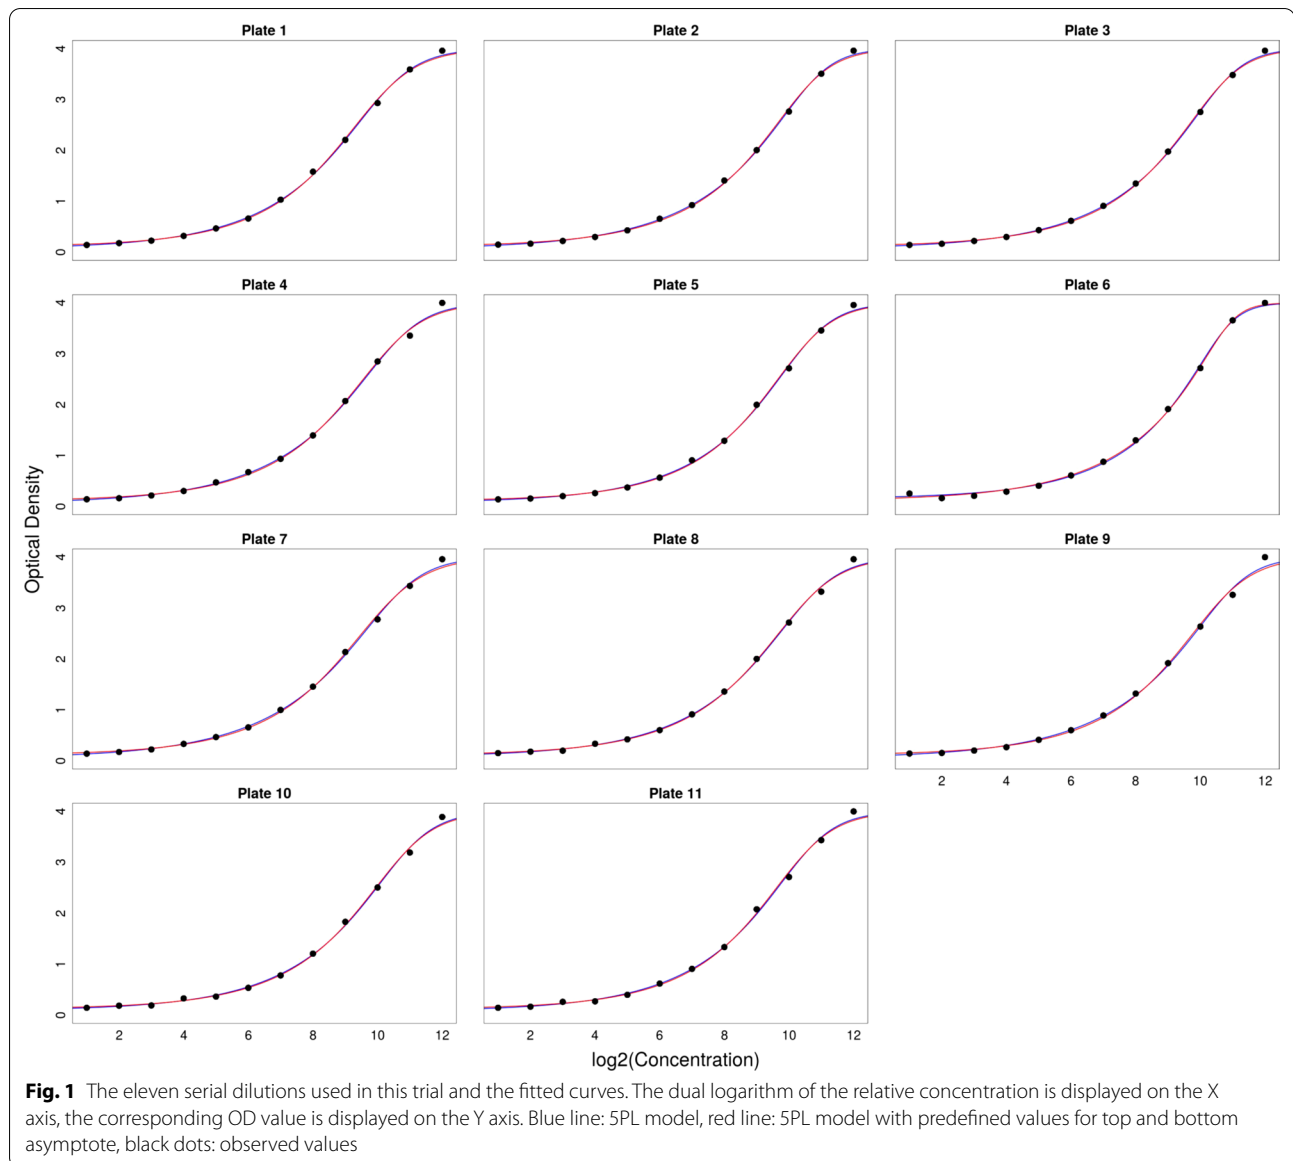 Plate 1 Plate 2 Plate 3
4
3
2
1
0
Plate 4 Plate 5 Plate 6
4
3
2
1
0
Plate 7 Plate 8 Plate 9
4
3
2
1
0
2 4 6 8 10 12
Plate 10 Plate 11
4
3
2
1
0
2 4 6 8 10 12 2 4 6 8 10 12
Optical Density
log2(Concentration)
Fig. 1 The eleven serial dilutions used in this trial and the fitted curves. The dual logarithm of the relative concentration is displayed on the X
axis, the corresponding OD value is displayed on the Y axis. Blue line: 5PL model, red line: 5PL model with predefined values for top and bottom
asymptote, black dots: observed values